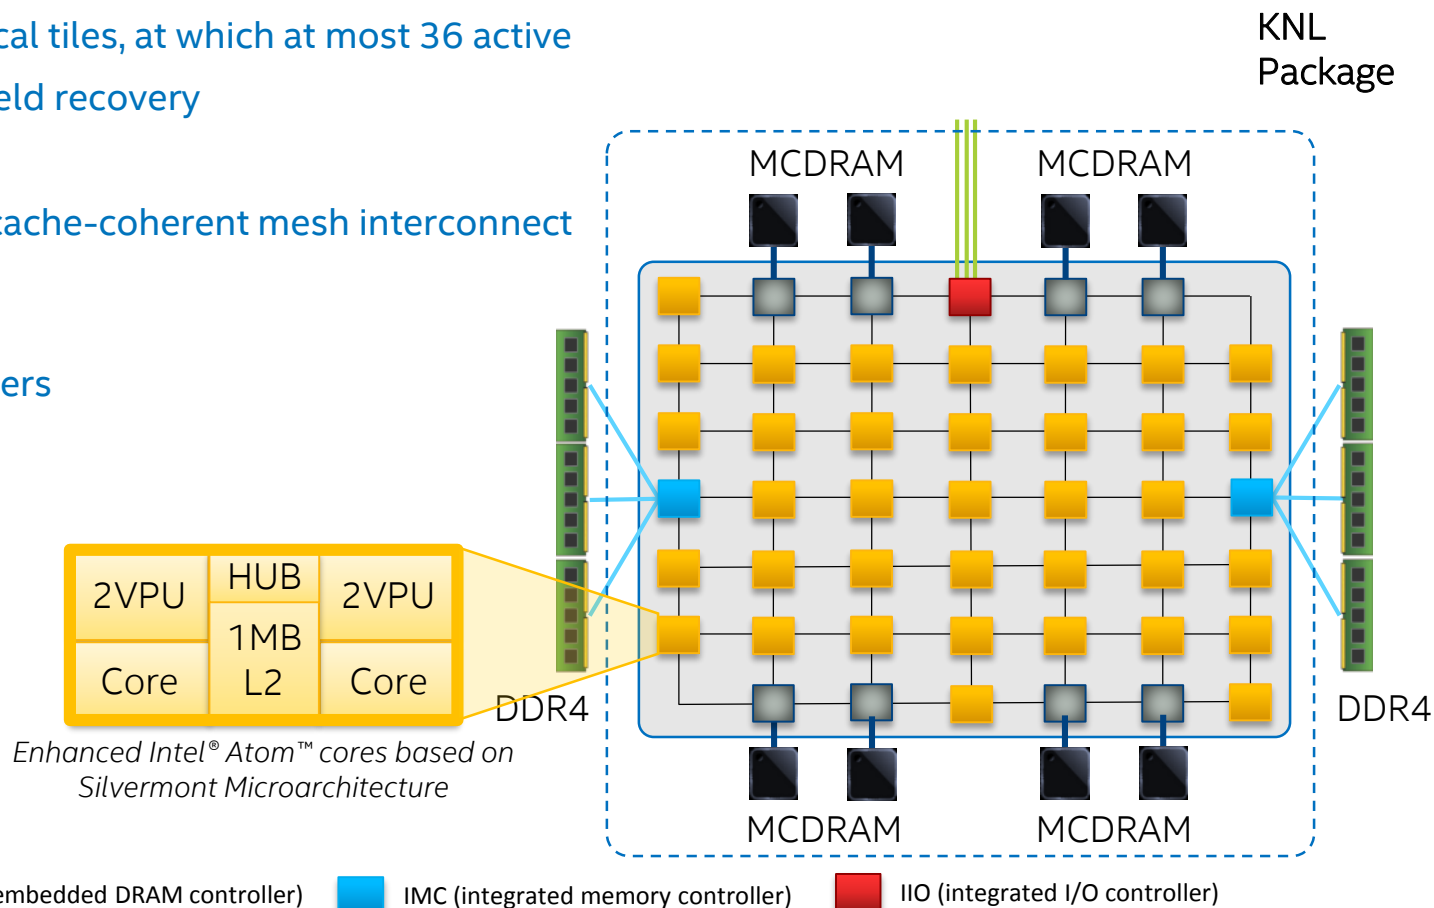 cal tiles, at which at most 36 active
eld recovery
cache-coherent mesh interconnect
ers
KNL
Package
MCDRAM
MCDRAM
2VPU
HUB
2VPU
Core
1MB
L2
Core
DDR4
DDR4
Enhanced Intel® Atom™ cores based on
Silvermont Microarchitecture
MCDRAM
MCDRAM
embedded DRAM controller)
IMC (integrated memory controller)
IIO (integrated I/O controller)